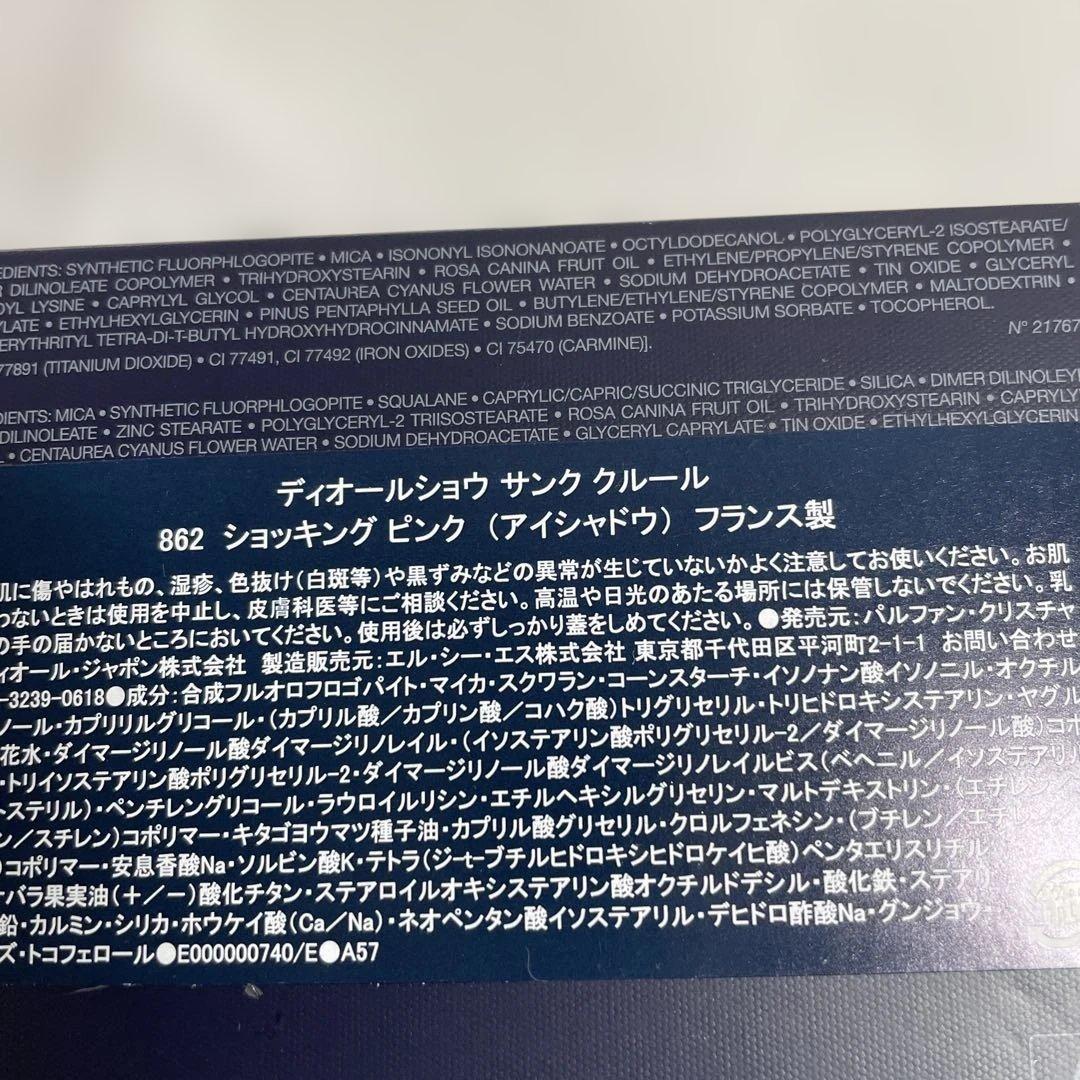 EDIENTS: SYNTHETIC FLUORPHLOGOPITE • MICA • ISONONYL ISONONANOATE • OCTYLDODECANOL • POLYGLYCERYL-2 ISOSTEARATE/
R DILINOLEATE COPOLYMER • TRIHYDROXYSTEARIN • ROSA CANINA FRUIT OIL • ETHYLENE/PROPYLENE/STYRENE COPOLYMER •
OYL LYSINE • CAPRYLYL GLYCOL • CENTAUREA CYANUS FLOWER WATER • SODIUM DEHYDROACETATE • TIN OXIDE • GLYCERYL
YLATE • ETHYLHEXYLGLYCERIN • PINUS PENTAPHYLLA SEED OIL • BUTYLENE/ETHYLENE/STYRENE COPOLYMER • MALTODEXTRIN •
ERYTHRITYL TETRA-DI-T-BUTYL HYDROXYHYDROCINNAMATE • SODIUM BENZOATE • POTASSIUM SORBATE • TOCOPHEROL.
77891 (TITANIUM DIOXIDE) • CI 77491, CI 77492 (IRON OXIDES) • CI 75470 (CARMINE)].
N° 21767
DIENTS: MICA • SYNTHETIC FLUORPHLOGOPITE • SQUALANE • CAPRYLIC/CAPRIC/SUCCINIC TRIGLYCERIDE • SILICA • DIMER DILINOLEYL
DILINOLEATE • ZINC STEARATE • POLYGLYCERYL-2 TRIISOSTEARATE • ROSA CANINA FRUIT OIL • TRIHYDROXYSTEARIN • CAPRYLY
L • CENTAUREA CYANUS FLOWER WATER • SODIUM DEHYDROACETATE • GLYCERYL CAPRYLATE • TIN OXIDE • ETHYLHEXYLGLYCERIN
ディオールショウ サンク クルール
862 ショッキング ピンク (アイシャドウ) フランス製
肌に傷やはれもの、湿疹、色抜け(白斑等)や黒ずみなどの異常が生じていないかよく注意してお使いください。お肌
わないときは使用を中止し、皮膚科医等にご相談ください。高温や日光のあたる場所には保管しないでください。乳
の手の届かないところにおいてください。使用後は必ずしっかり蓋をしめてください。●発売元:パルファン・クリスチャ
ィオール・ジャポン株式会社 製造販売元:エル・シー・エス株式会社 東京都千代田区平河町2-1-1 お問い合わせ
-3239-0618●成分:合成フルオロフロゴパイト・マイカ・スクワラン・コーンスターチ・イソノナン酸イソノニル・オクチル
ノール・カプリリルグリコール・(カプリル酸/カプリン酸/コハク酸)トリグリセリル・トリヒドロキシステアリン・ヤグル
花水・ダイマージリノール酸ダイマージリノレイル・(イソステアリン酸ポリグリセリル-2/ダイマージリノール酸)コポ
・トリイソステアリン酸ポリグリセリル-2・ダイマージリノール酸ダイマージリノレイルビス(ベヘニル/イソステアリル
トステリル)・ペンチレングリコール・ラウロイルリシン・エチルヘキシルグリセリン・マルトデキストリン・(エチレン/
ン/スチレン)コポリマー・キタゴヨウマツ種子油・カプリル酸グリセリル・クロルフェネシン・(ブチレン/エチレン
)コポリマー・安息香酸Na・ソルビン酸K・テトラ(ジ-t-ブチルヒドロキシヒドロケイヒ酸)ペンタエリスリチル
バラ果実油(+/-)酸化チタン・ステアロイルオキシステアリン酸オクチルドデシル・酸化鉄・ステアリ
鉛・カルミン・シリカ・ホウケイ酸(Ca/Na)・ネオペンタン酸イソステアリル・デヒドロ酢酸Na・グンジョウ
ズ・トコフェロール●E000000740/E●A57